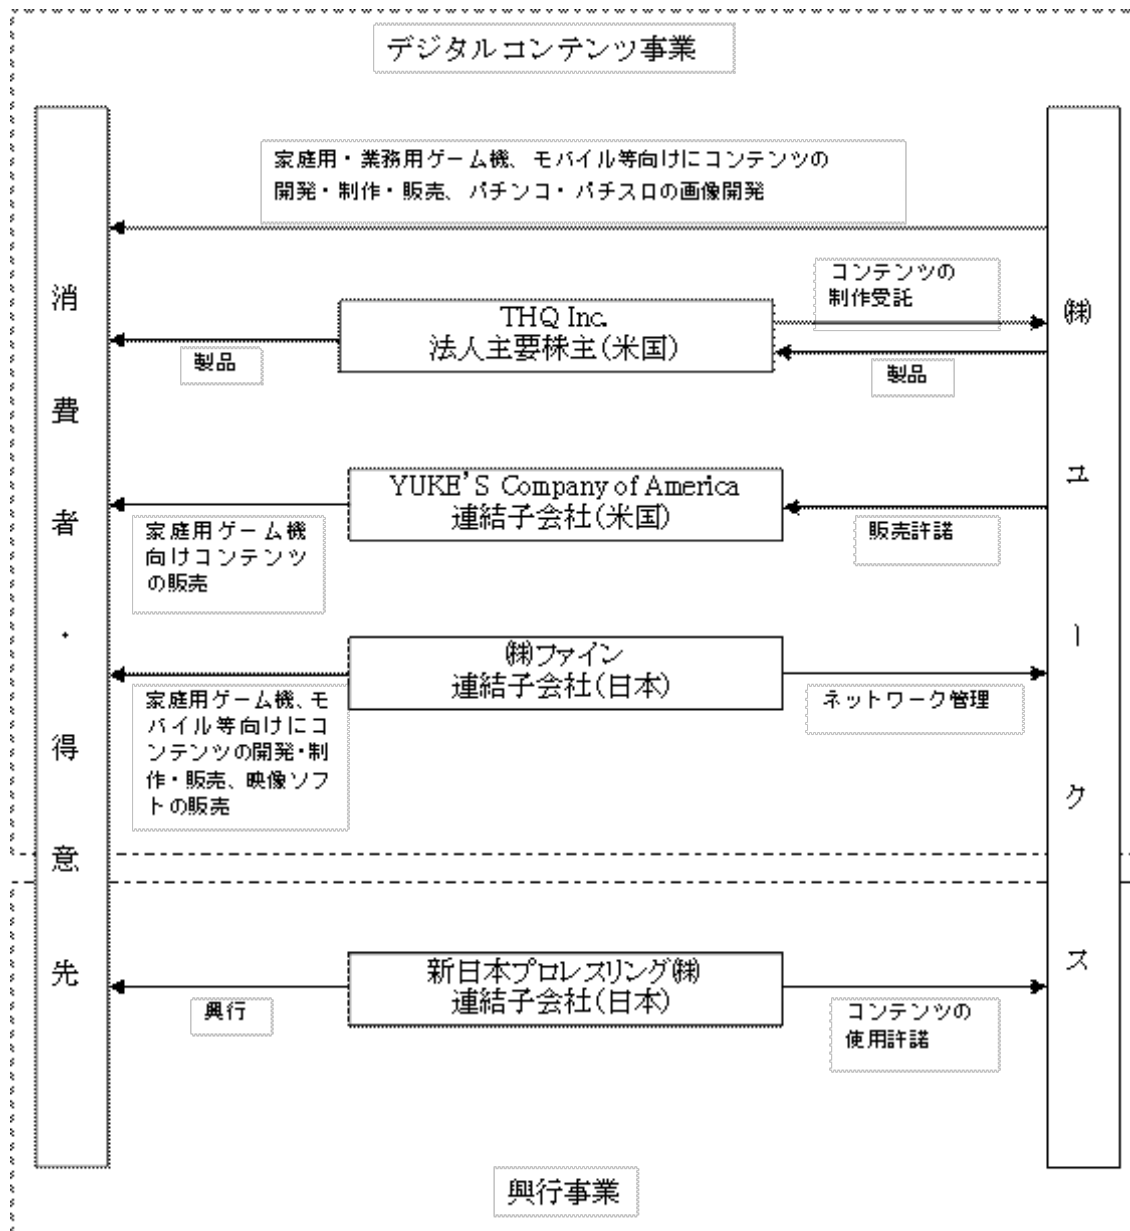 デジタルコンテンツ事業
家庭用・業務用ゲーム機、モバイル等向けにコンテンツの
開発・制作・販売、パチンコ・パチスロの画像開発
消費者・得意先
㈱ユークス
コンテンツの
制作受託
THQ Inc.
法人主要株主(米国)
製品
製品
YUKE'S Company of America
連結子会社(米国)
家庭用ゲーム機
向けコンテンツ
の販売
販売許諾
㈱ファイン
連結子会社(日本)
家庭用ゲーム機、モ
バイル等向けにコ
ンテンツの開発・制
作・販売、映像ソフ
トの販売
ネットワーク管理
新日本プロレスリング㈱
連結子会社(日本)
興行
コンテンツの
使用許諾
興行事業